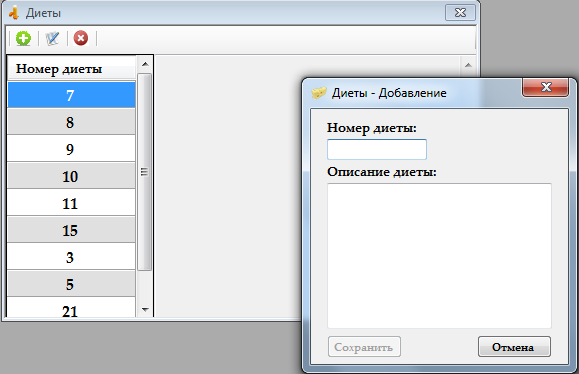 Диеты
Номер диеты
7
8
9
10
11
15
3
5
21
Диеты - Добавление
Номер диеты:
Описание диеты:
Сохранить
Отмена